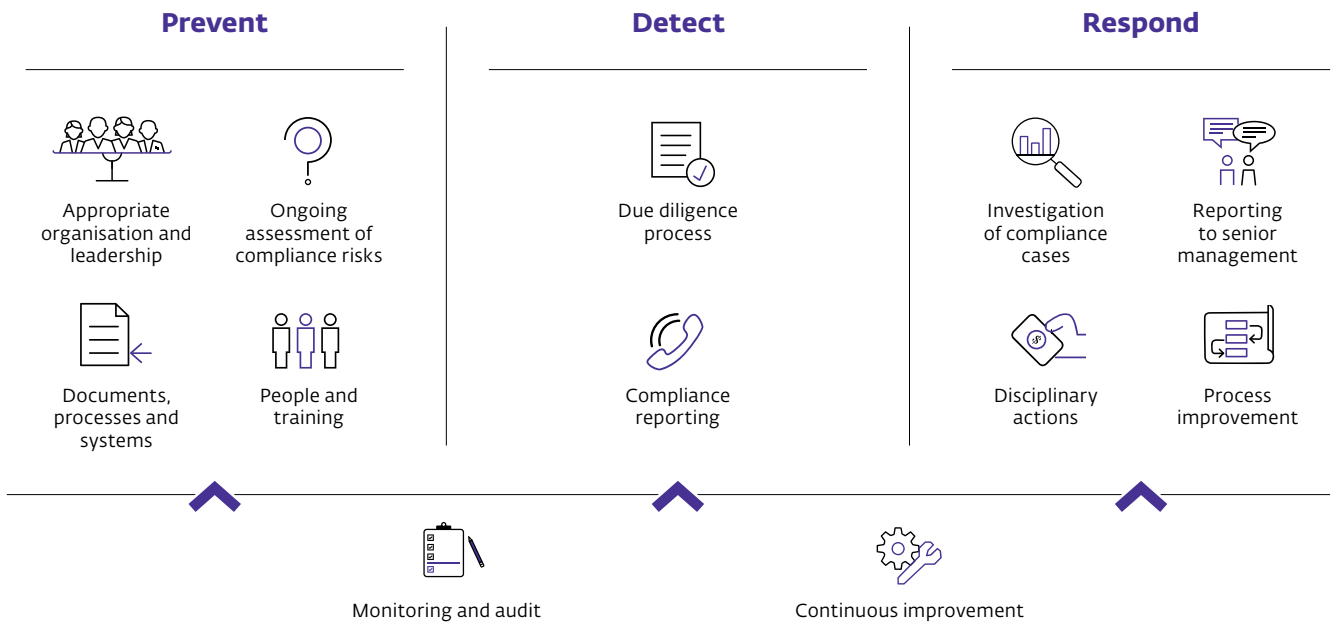 Prevent
Appropriate
organisation and
leadership
Ongoing
assessment of
compliance risks
Documents,
processes and
systems
People and
training
Detect
Due diligence
process
Compliance
reporting
Respond
Investigation
of compliance
cases
Reporting
to senior
management
$
Disciplinary
actions
Process
improvement
Monitoring and audit
Continuous improvement